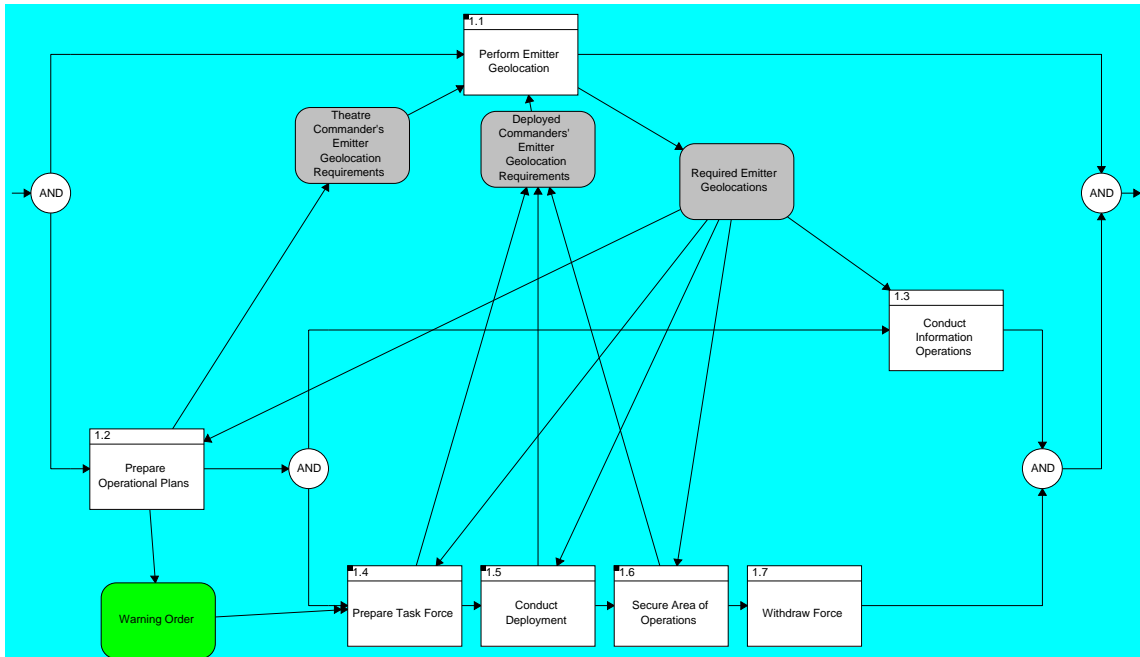 1.1
Perform Emitter
Geolocation
Theatre
Commander's
Emitter
Geolocation
Requirements
Deployed
Commanders'
Emitter
Geolocation
Requirements
Required Emitter
Geolocations
AND
AND
1.3
Conduct
Information
Operations
1.2
Prepare
Operational Plans
AND
AND
Warning Order
1.4
Prepare Task Force
1.5
Conduct
Deployment
1.6
Secure Area of
Operations
1.7
Withdraw Force